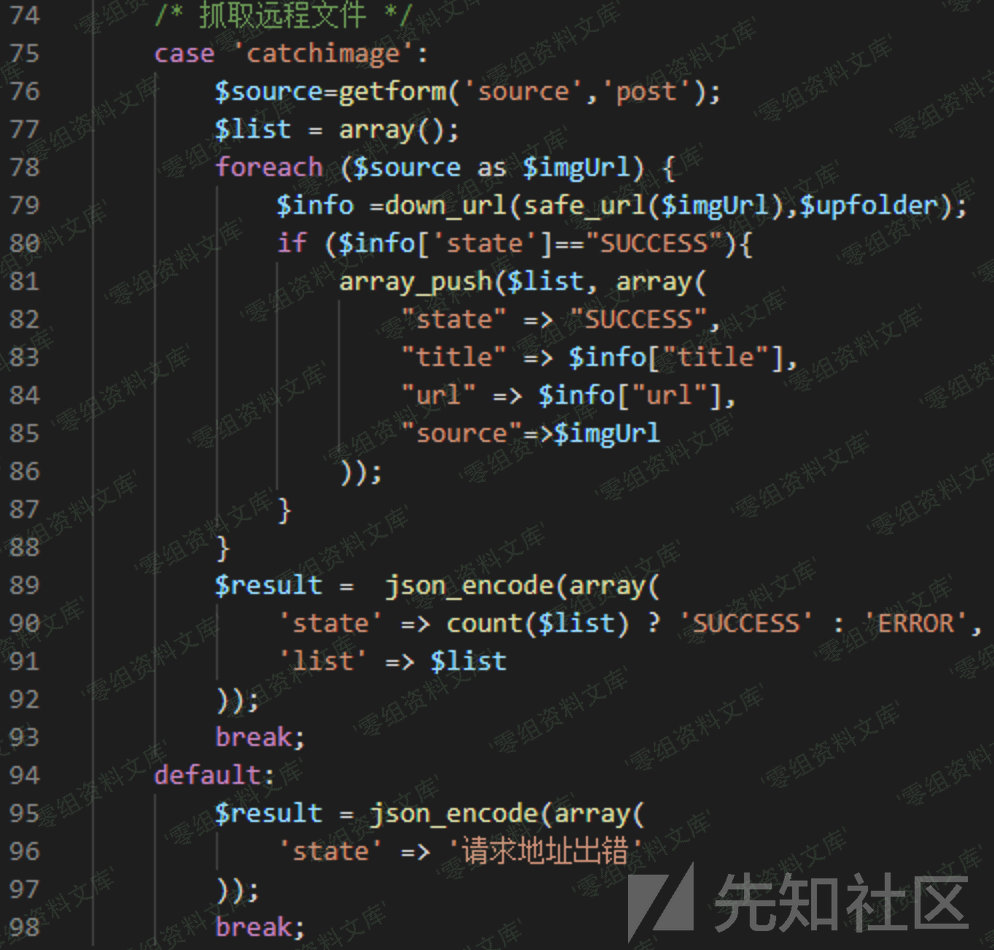 74 /* 抓取远程文件 */
75 case 'catchimage':
76 $source=getform('source','post');
77 $list = array();
78 foreach ($source as $imgUrl) {
79 $info =down_url(safe_url($imgUrl),$upfolder);
80 if ($info['state']=="SUCCESS"){
81 array_push($list, array(
82 "state" => "SUCCESS",
83 "title" => $info["title"],
84 "url" => $info["url"],
85 "source"=>$imgUrl
86 ));
87 }
88 }
89 $result =  json_encode(array(
90 'state' => count($list) ? 'SUCCESS' : 'ERROR',
91 'list' => $list
92 ));
93 break;
94 default:
95 $result = json_encode(array(
96 'state' => '请求地址出错'
97 ));
98 break;
先知社区
'零组资料文库'